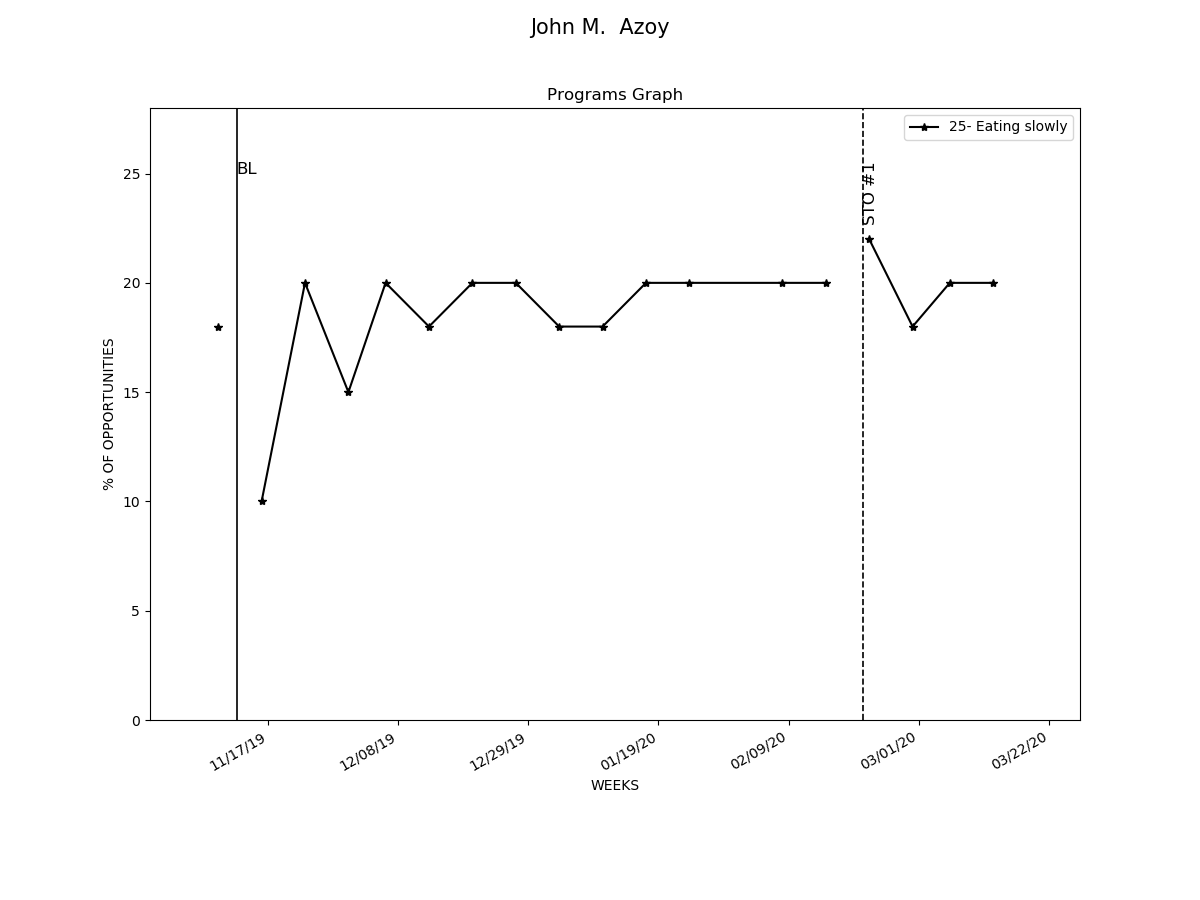 John M.  Azoy
Programs Graph
25- Eating slowly
BL
STO #1
% OF OPPORTUNITIES
25
20
15
10
5
0
11/17/19
12/08/19
12/29/19
01/19/20
02/09/20
03/01/20
03/22/20
WEEKS